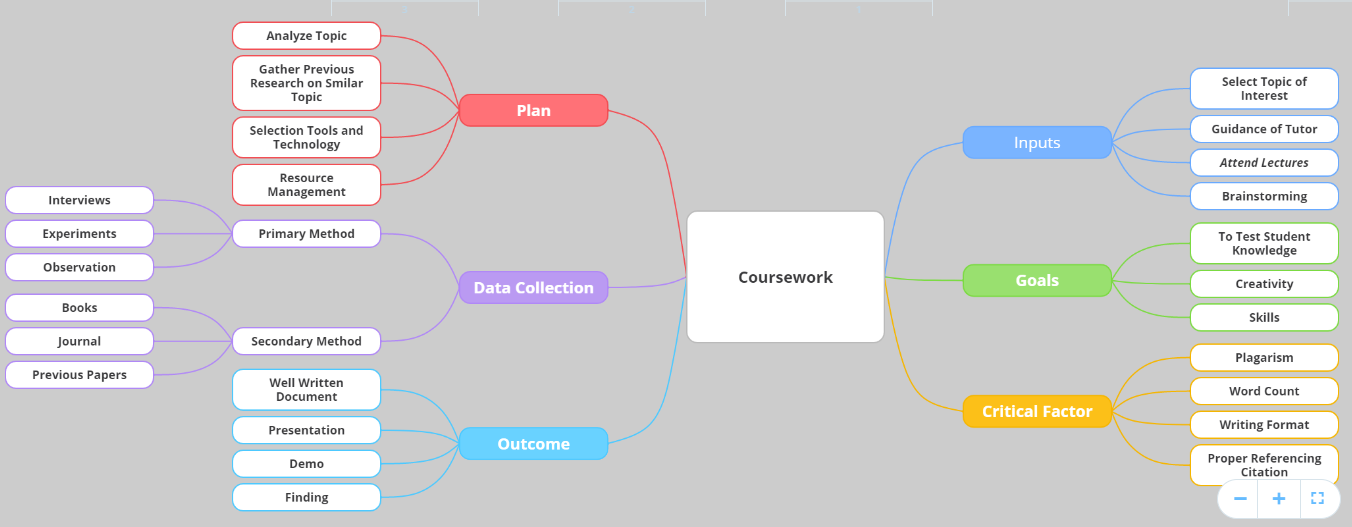 Coursework
Plan
Analyze Topic
Gather Previous
Research on Smilar
Topic
Selection Tools and
Technology
Resource
Management
Data Collection
Primary Method
Interviews
Experiments
Observation
Secondary Method
Books
Journal
Previous Papers
Outcome
Well Written
Document
Presentation
Demo
Finding
Inputs
Select Topic of
Interest
Guidance of Tutor
Attend Lectures
Brainstorming
Goals
To Test Student
Knowledge
Creativity
Skills
Critical Factor
Plagarism
Word Count
Writing Format
Proper Referencing
Citation